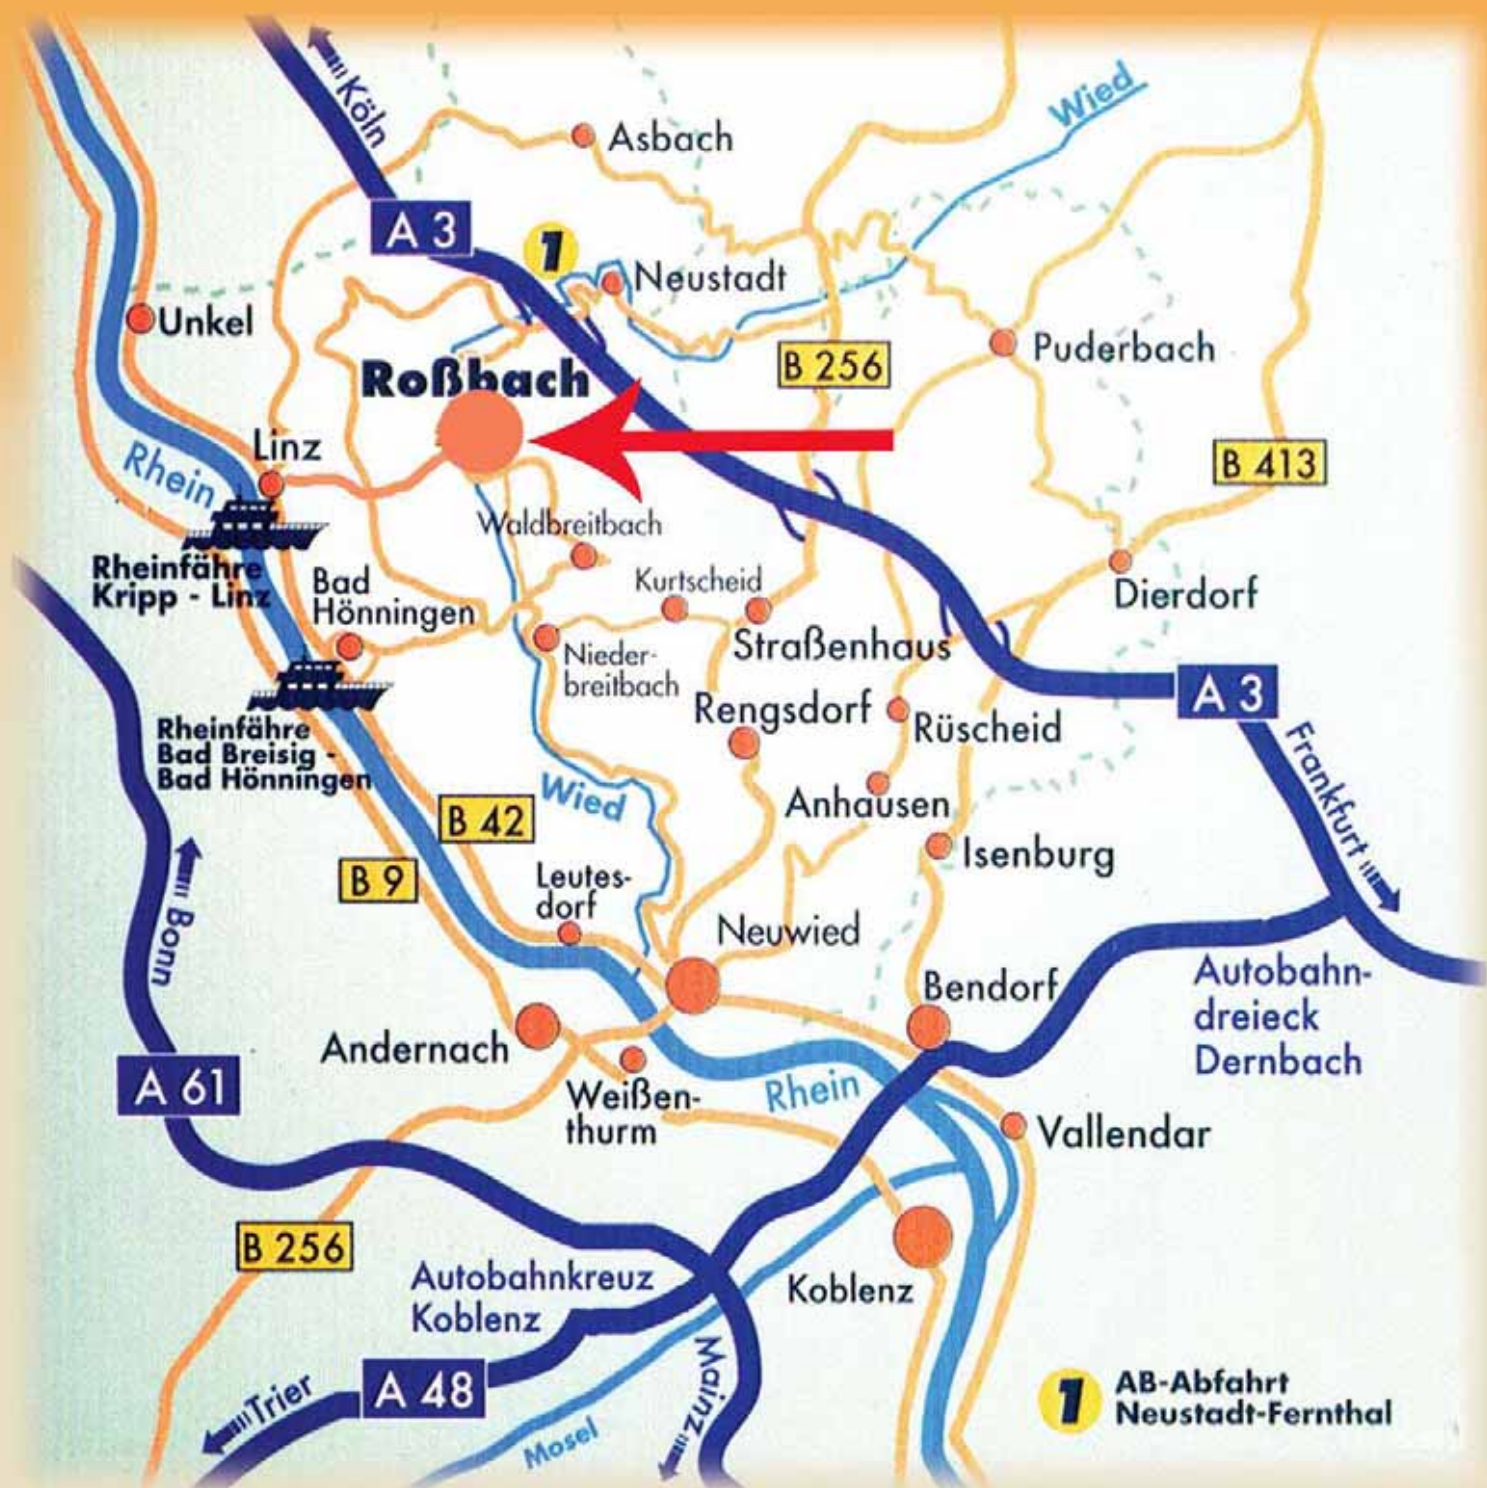 Köln
Asbach
Wied
A 3
1
Neustadt
Unkel
Puderbach
B 256
Roßbach
Linz
Rhein
B 413
Waldbreitbach
Rheinfähre
Kripp - Linz
Bad
Hönningen
Kurtscheid
Dierdorf
Straßenhaus
Nieder-
breitbach
A 3
Rengsdorf
Rüscheid
Rheinfähre
Bad Breisig -
Bad Hönningen
Wied
Frankfurt
Anhausen
B 42
Isenburg
B 9
Leutes-
dorf
Neuwied
Bonn
Bendorf
Autobahn-
dreieck
Dernbach
Andernach
A 61
Weißen-
thurm
Rhein
Vallendar
B 256
Autobahnkreuz
Koblenz
Koblenz
Mainz
A 48
Trier
Mosel
1
AB-Abfahrt
Neustadt-Fernthal